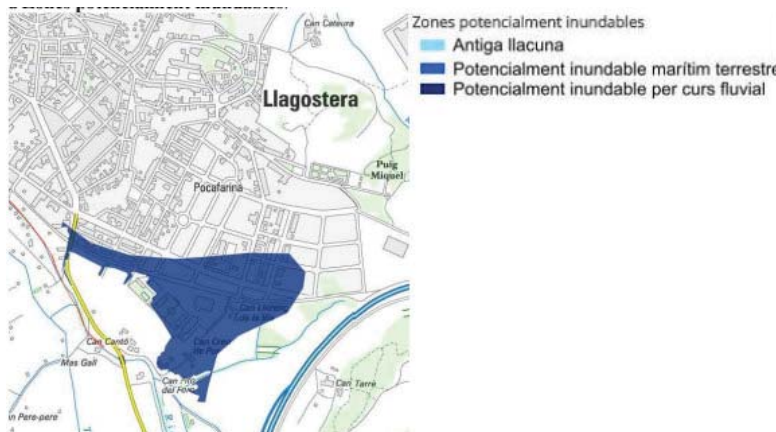 Zones potencialment inundables
Antiga llacuna
Potencialment inundable marítim terrestre
Potencialment inundable per curs fluvial
Can Cateura
Llagostera
Puig
Miquel
Pocafarina
Can Cantó
Mas Gall
Can Tarré
n Pere-pere